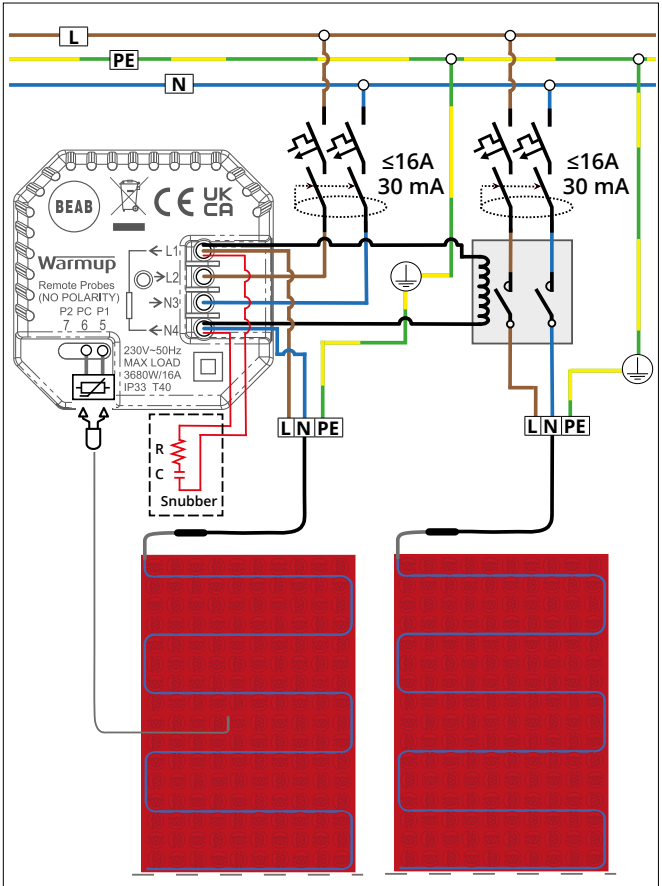 L
PE
N
≤16A
30 mA
≤16A
30 mA
BEAB
CE UK CA
Warmup
Remote Probes
(NO POLARITY)
P2 PC P1
7 6 5
L1
L2
N3
N4
230V~50Hz
MAX LOAD
3680W/16A
IP33 T40
R
C
Snubber
L N PE
L N PE